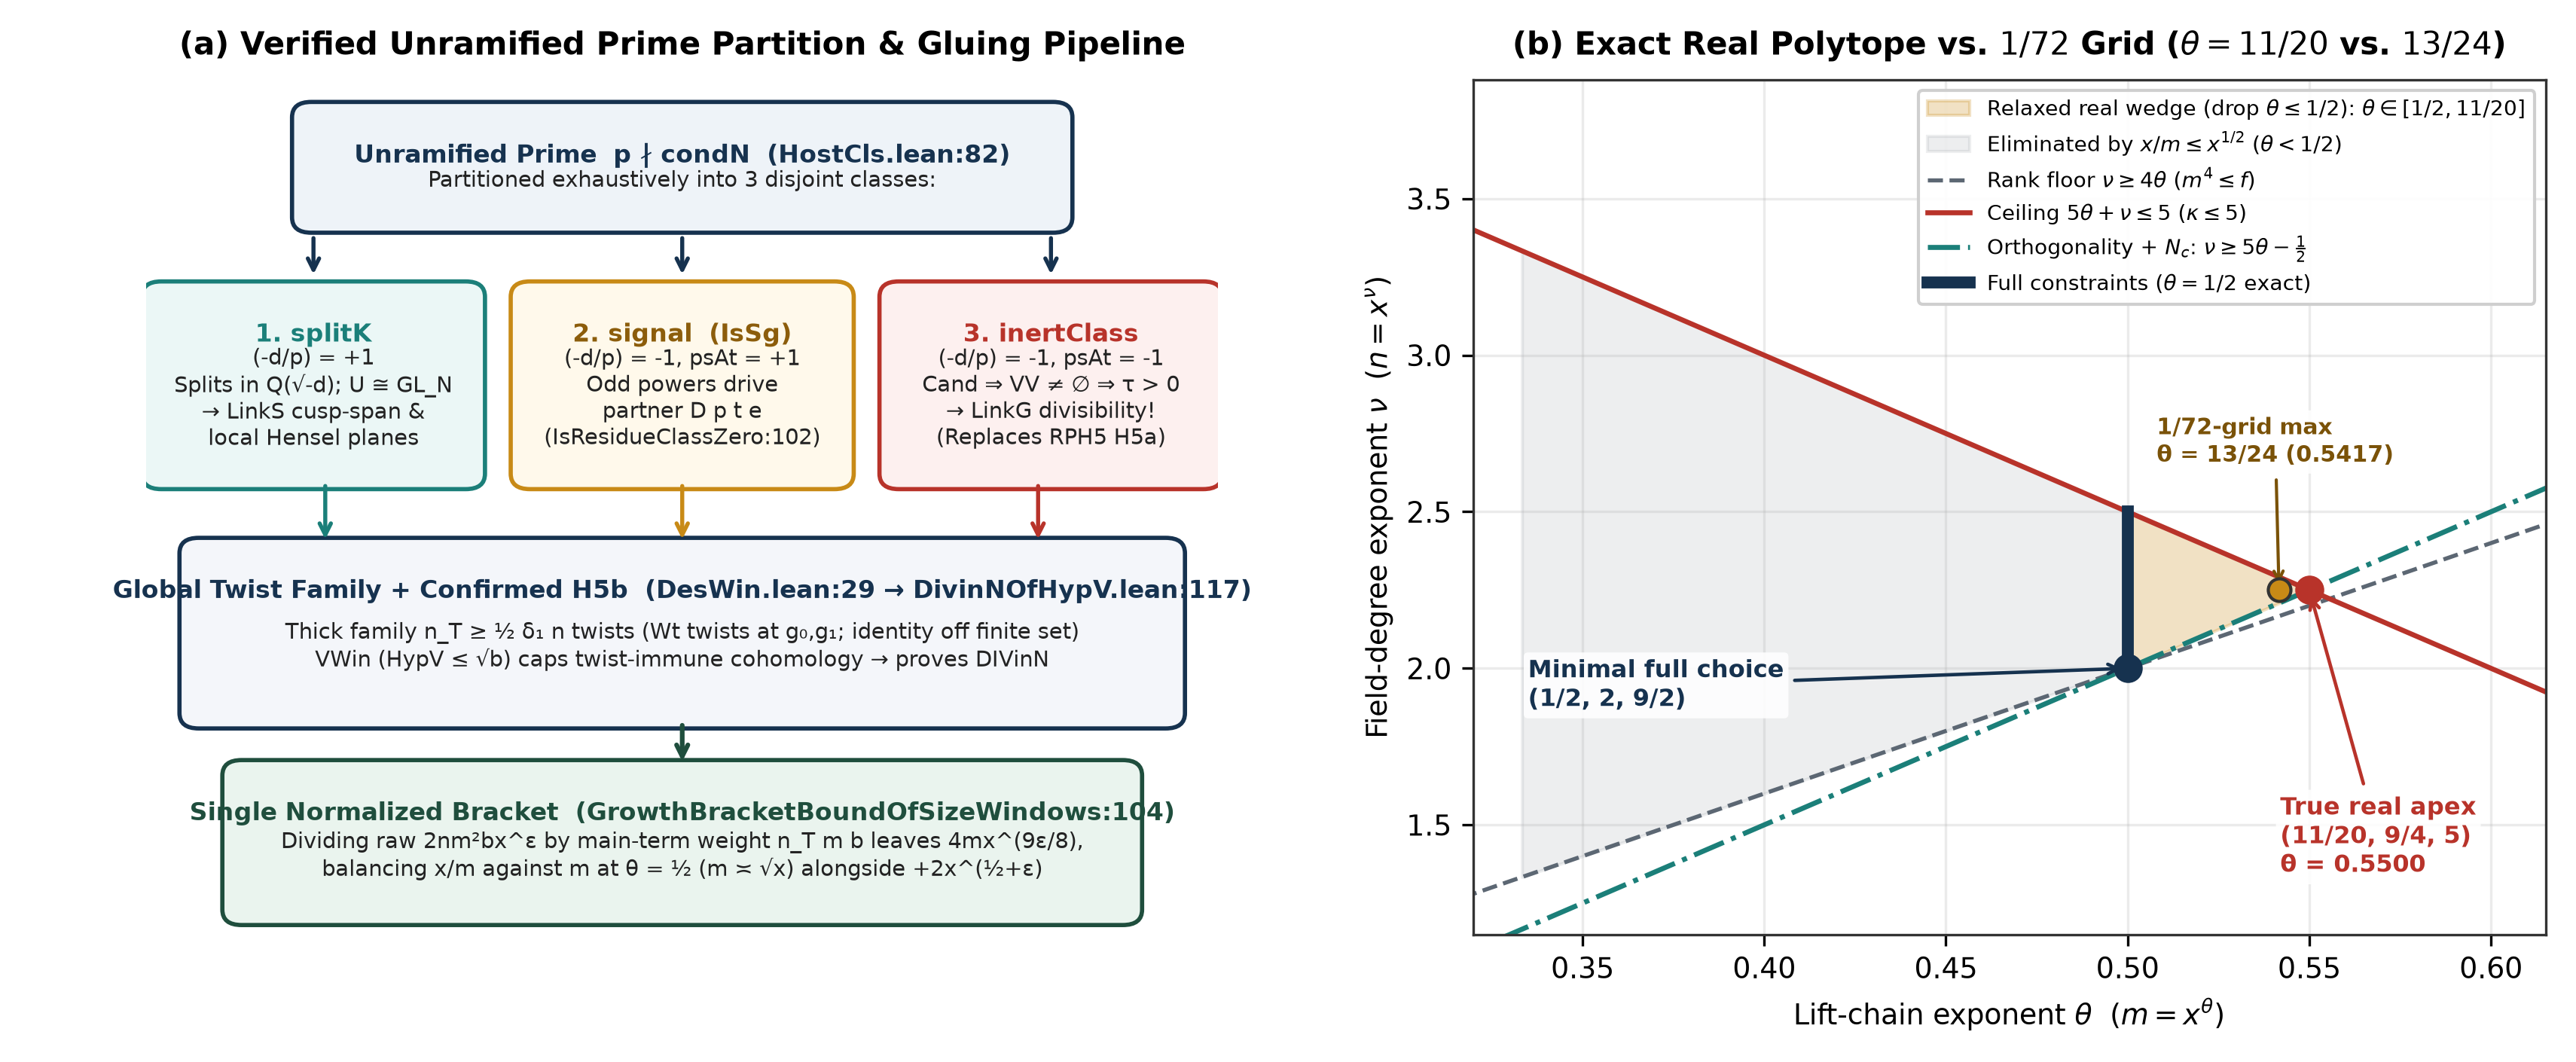 (a) Verified Unramified Prime Partition & Gluing Pipeline
Unramified Prime p ∤ condN (HostCls.lean:82)
Partitioned exhaustively into 3 disjoint classes:
1. splitK
(-d/p) = +1
Splits in Q(√-d); U ≅ GL_N
→ LinkS cusp-span &
local Hensel planes
2. signal (IsSg)
(-d/p) = -1, psAt = +1
Odd powers drive
partner D p t e
(IsResidueClassZero:102)
3. inertClass
(-d/p) = -1, psAt = -1
Cand ⇒ VV ≠ ∅ ⇒ τ > 0
→ LinkG divisibility!
(Replaces RPH5 H5a)
Global Twist Family + Confirmed H5b (DesWin.lean:29 → DivinNOfHypV.lean:117)
Thick family n_T ≥ ½ δ₁ n twists (Wt twists at g₀,g₁; identity off finite set)
VWin (HypV ≤ √b) caps twist-immune cohomology → proves DIVinN
Single Normalized Bracket (GrowthBracketBoundOfSizeWindows:104)
Dividing raw 2nm²bx^ε by main-term weight n_T m b leaves 4mx^(9ε/8),
balancing x/m against m at θ = ½ (m ≍ √x) alongside +2x^(½+ε)
(b) Exact Real Polytope vs. 1/72 Grid (θ = 11/20 vs. 13/24)
Relaxed real wedge (drop θ ≤ 1/2): θ ∈ [1/2, 11/20]
Eliminated by x/m ≤ x^{1/2} (θ < 1/2)
Rank floor ν ≥ 4θ (m⁴ ≤ f)
Ceiling 5θ + ν ≤ 5 (κ ≤ 5)
Orthogonality + N_c: ν ≥ 5θ − ½
Full constraints (θ = 1/2 exact)
1/72-grid max
θ = 13/24 (0.5417)
Minimal full choice
(1/2, 2, 9/2)
True real apex
(11/20, 9/4, 5)
θ = 0.5500
Field-degree exponent ν (n = x^ν)
3.5
3.0
2.5
2.0
1.5
0.35 0.40 0.45 0.50 0.55 0.60
Lift-chain exponent θ (m = x^θ)